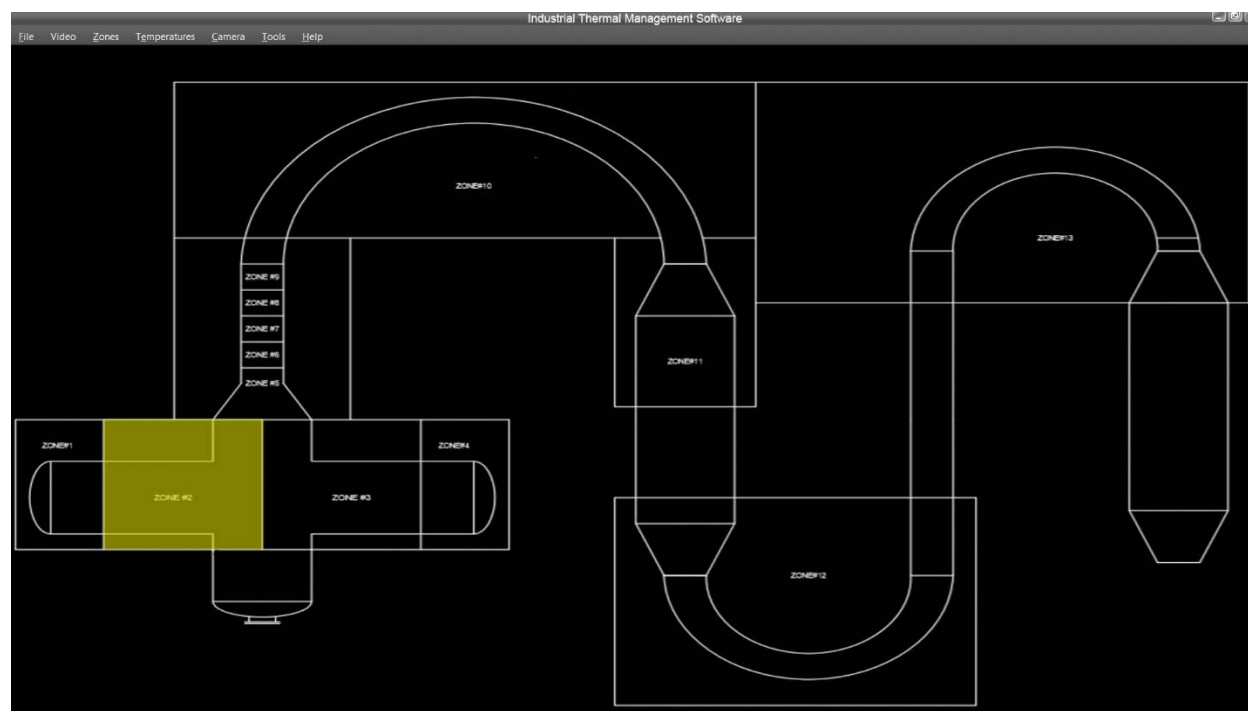 Industrial Thermal Management Software
File Video Zones Temperatures Camera Tools Help
ZONE#10
ZONE#13
ZONE #9
ZONE #8
ZONE #7
ZONE #6
ZONE #5
ZONE#11
ZONE#1
ZONE#4
ZONE #2
ZONE #3
ZONE#12